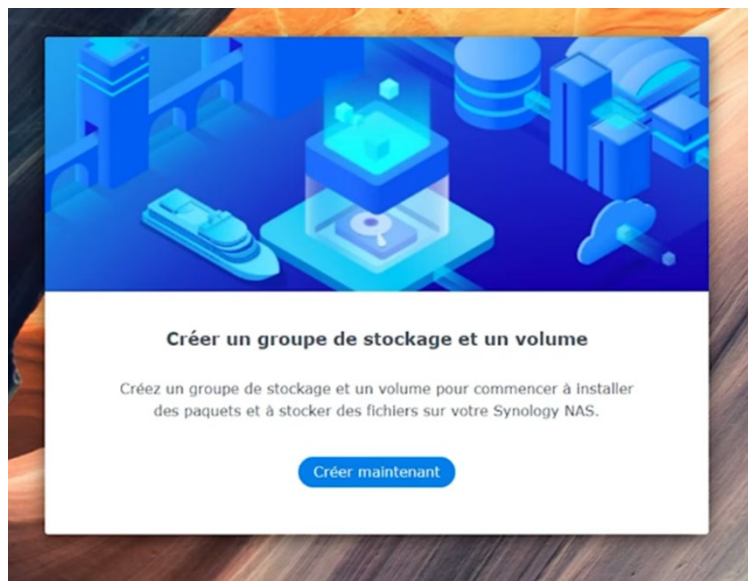 Créer un groupe de stockage et un volume
Créez un groupe de stockage et un volume pour commencer à installer
des paquets et à stocker des fichiers sur votre Synology NAS.
Créer maintenant